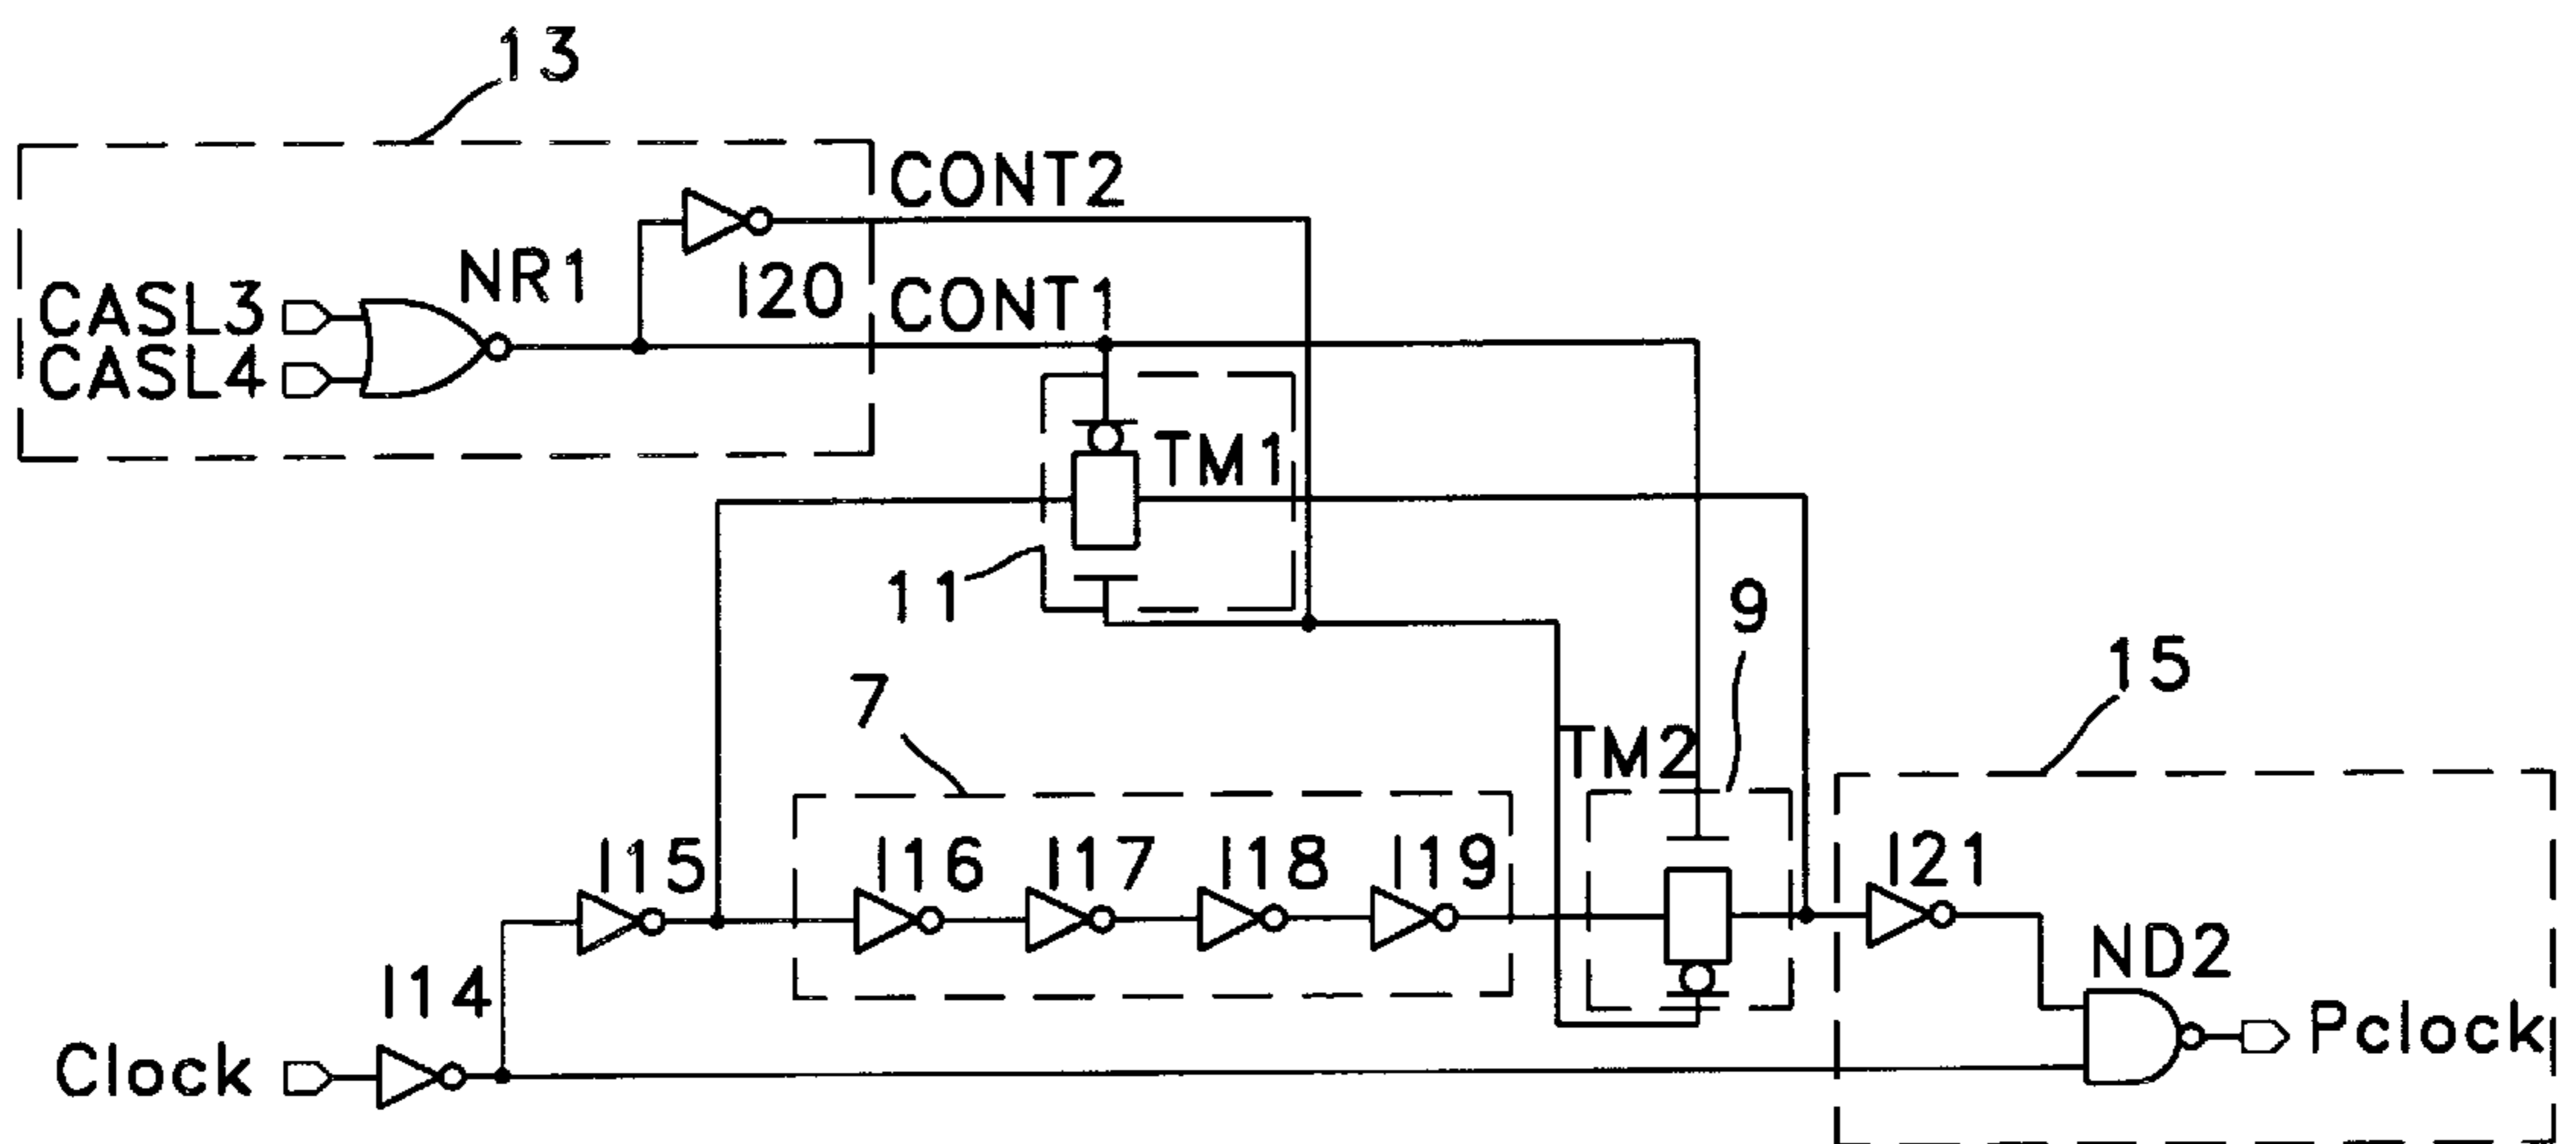 13
CONT2
NR1
I20
CASL3
CONT1
CASL4
TM1
11
9
15
7
TM2
I15
I16
I17
I18
I19
I21
ND2
I14
Clock
Pclock